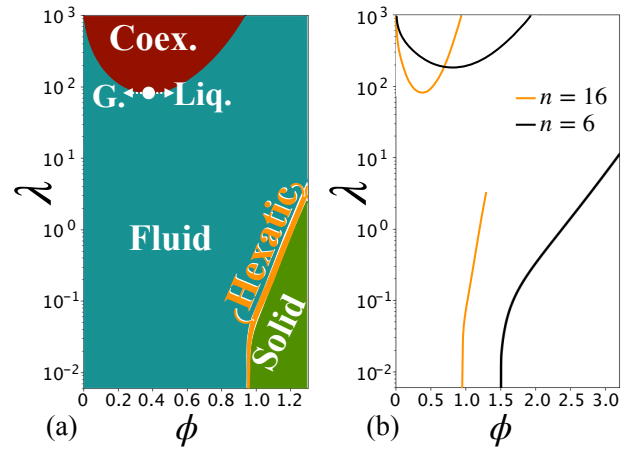 10³
10²
10¹
10⁰
10⁻¹
10⁻²
λ
Coex.
G.
Liq.
Fluid
Hexatic
Solid
0 0.2 0.4 0.6 0.8 1.0 1.2
(a)
ϕ
10³
10²
10¹
10⁰
10⁻¹
10⁻²
λ
n = 16
n = 6
0 0.5 1.0 1.5 2.0 2.5 3.0
(b)
ϕ